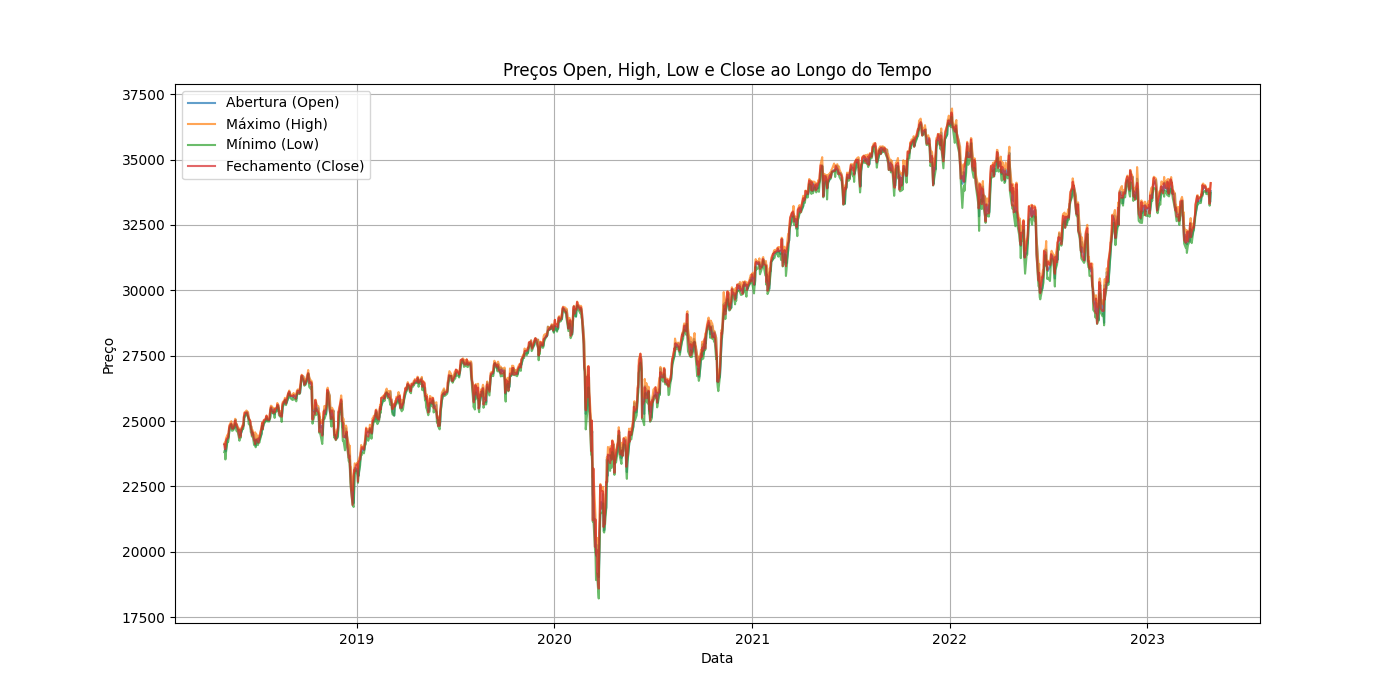 Preços Open, High, Low e Close ao Longo do Tempo
37500
35000
32500
30000
27500
25000
22500
20000
17500
Preço
Abertura (Open)
Máximo (High)
Mínimo (Low)
Fechamento (Close)
2019
2020
2021
2022
2023
Data